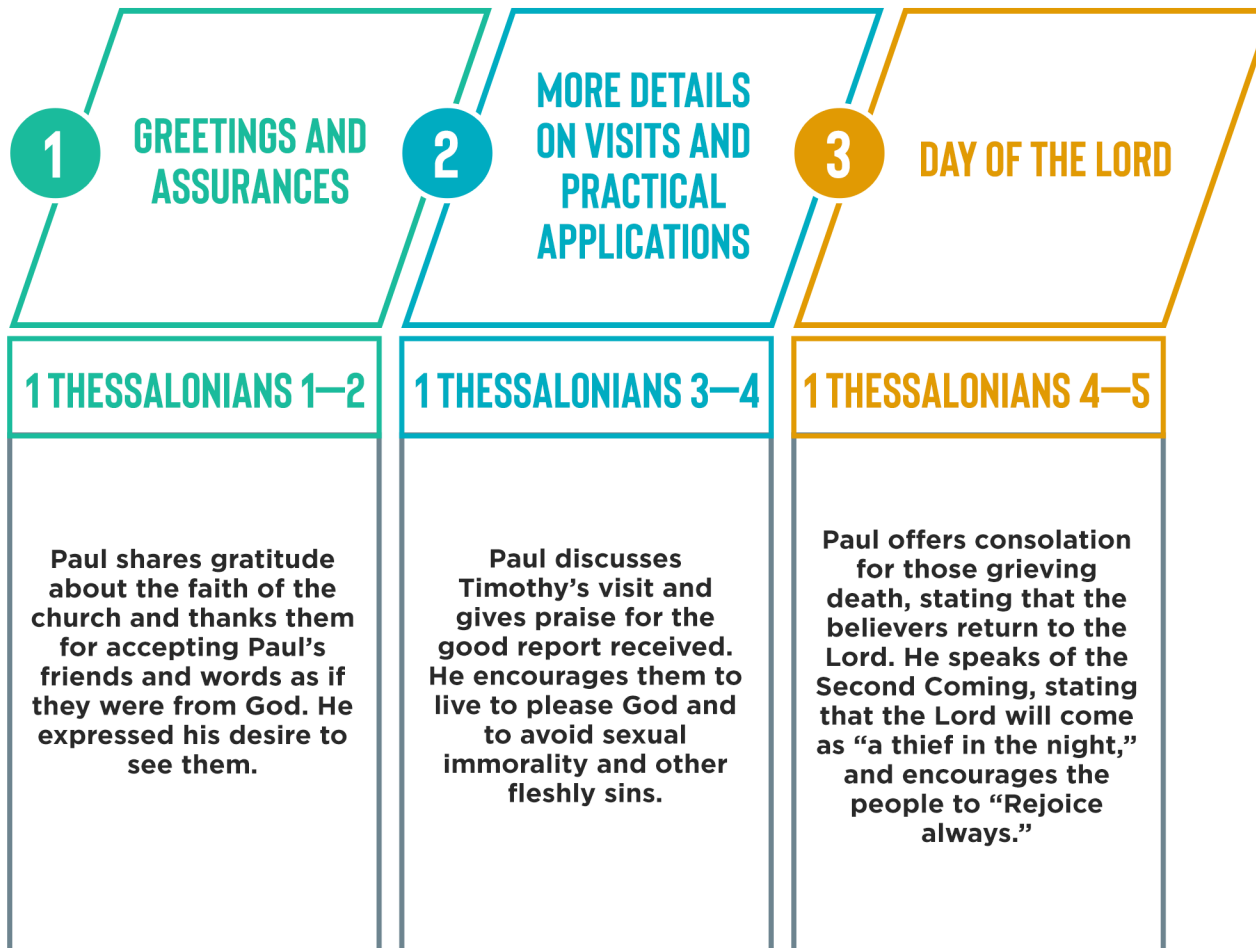 1
GREETINGS AND
ASSURANCES
1 THESSALONIANS 1—2
Paul shares gratitude
about the faith of the
church and thanks them
for accepting Paul's
friends and words as if
they were from God. He
expressed his desire to
see them.
2
MORE DETAILS
ON VISITS AND
PRACTICAL
APPLICATIONS
1 THESSALONIANS 3—4
Paul discusses
Timothy’s visit and
gives praise for the
good report received.
He encourages them to
live to please God and
to avoid sexual
immorality and other
fleshly sins.
3
DAY OF THE LORD
1 THESSALONIANS 4—5
Paul offers consolation
for those grieving
death, stating that the
believers return to the
Lord. He speaks of the
Second Coming, stating
that the Lord will come
as “a thief in the night,”
and encourages the
people to “Rejoice
always.”